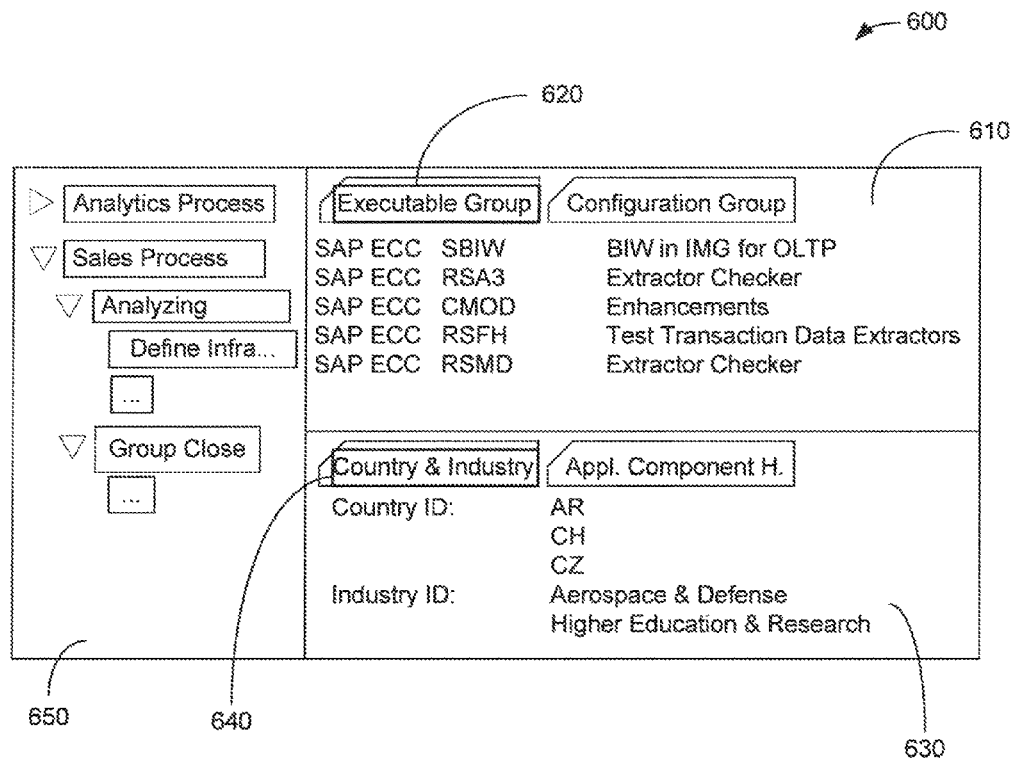 600
620
610
Analytics Process
Sales Process
Analyzing
Define Infra...
...
Group Close
...
Executable Group Configuration Group
SAP ECC SBIW BIW in IMG for OLTP
SAP ECC RSA3 Extractor Checker
SAP ECC CMOD Enhancements
SAP ECC RSFH Test Transaction Data Extractors
SAP ECC RSMD Extractor Checker
Country & Industry Appl. Component H.
Country ID: AR
CH
CZ
Industry ID: Aerospace & Defense
Higher Education & Research
650
640
630